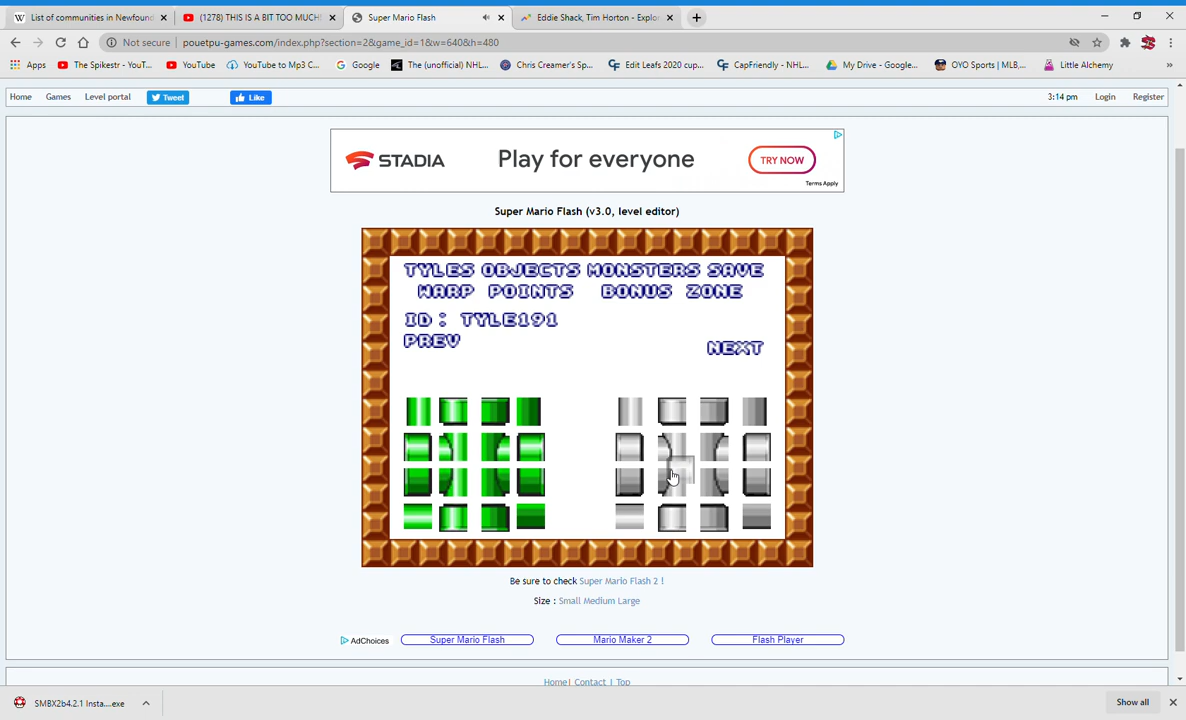 List of communities in Newfound
(1278) THIS IS A BIT TOO MUCH!
Super Mario Flash
Eddie Shack, Tim Horton - Explor
Not secure
pouetpu-games.com/index.php?section=2&game_id=1&w=640&h=480
Apps
The Spikestr - YouT...
YouTube
YouTube to Mp3 C...
Google
The (unofficial) NHL...
Chris Creamer's Sp...
Edit Leafs 2020 cup...
CapFriendly - NHL...
My Drive - Google...
OYO Sports | MLB,...
Little Alchemy
»
Home
Games
Level portal
Tweet
Like
3:14 pm
Login
Register
STADIA
Play for everyone
TRY NOW
Terms Apply
Super Mario Flash (v3.0, level editor)
TYLES OBJECTS MONSTERS SAVE
WARP POINTS BONUS ZONE
ID: TYLE191
PREV
NEXT
Be sure to check Super Mario Flash 2 !
Size : Small Medium Large
AdChoices
Super Mario Flash
Mario Maker 2
Flash Player
Home | Contact | Top
SMBX2b4.2.1 Insta....exe
Show all